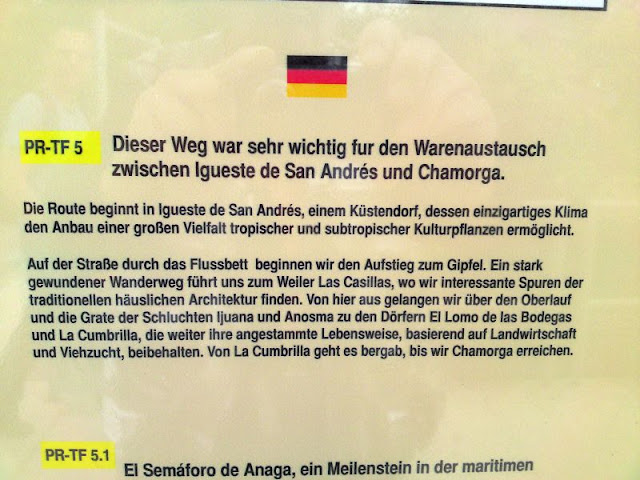 PR-TF 5 Dieser Weg war sehr wichtig fur den Warenaustausch
zwischen Igueste de San Andrés und Chamorga.
Die Route beginnt in Igueste de San Andrés, einem Küstendorf, dessen einzigartiges Klima
den Anbau einer großen Vielfalt tropischer und subtropischer Kulturpflanzen ermöglicht.
Auf der Straße durch das Flussbett beginnen wir den Aufstieg zum Gipfel. Ein stark
gewundener Wanderweg führt uns zum Weiler Las Casillas, wo wir interessante Spuren der
traditionellen häuslichen Architektur finden. Von hier aus gelangen wir über den Oberlauf
und die Grate der Schluchten Ijuana und Anosma zu den Dörfern El Lomo de las Bodegas
und La Cumbrilla, die weiter ihre angestammte Lebensweise, basierend auf Landwirtschaft
und Viehzucht, beibehalten. Von La Cumbrilla geht es bergab, bis wir Chamorga erreichen.
PR-TF 5.1 El Semáforo de Anaga, ein Meilenstein in der maritimen